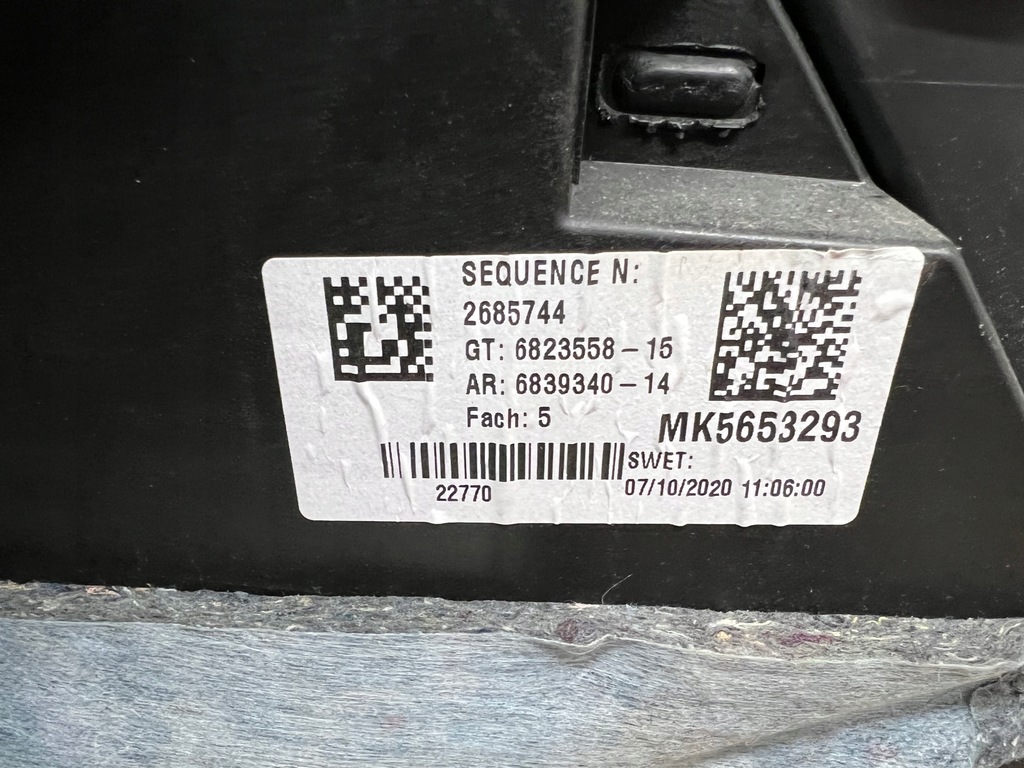 SEQUENCE N:
2685744
GT: 6823558-15
AR: 6839340-14
Fach: 5
MK5653293
SWET:
22770
07/10/2020 11:06:00